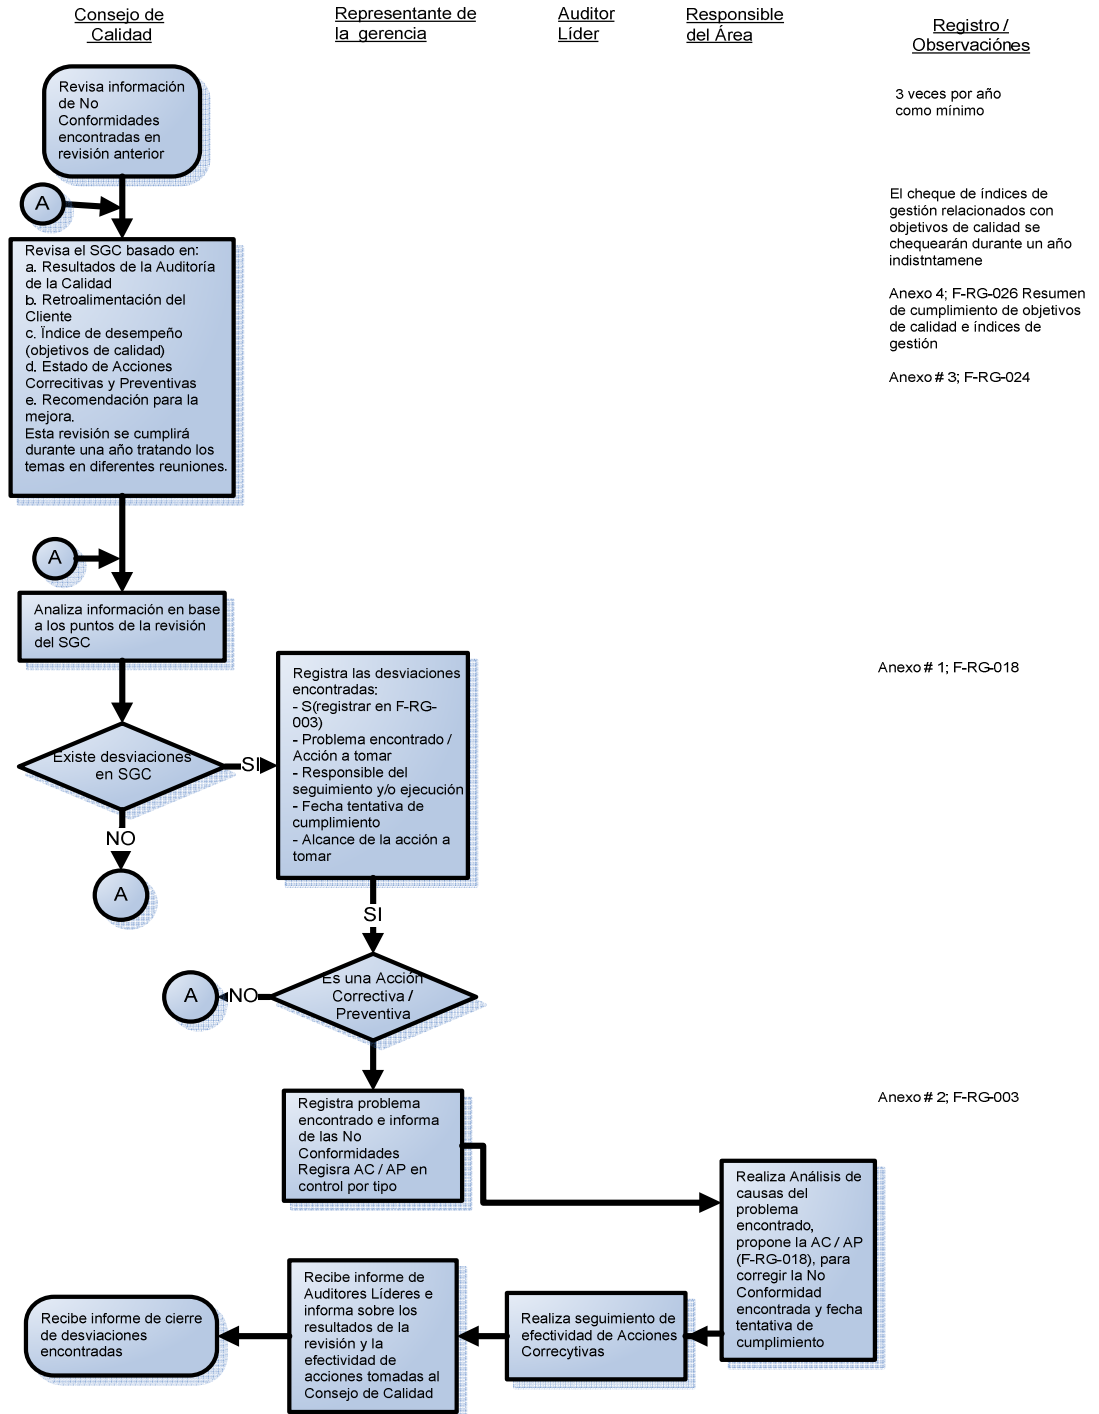 Consejo de
Calidad
Representante de
la gerencia
Auditor
Líder
Responsible
del Área
Registro /
Observaciónes
Revisa información
de No
Conformidades
encontradas en
revisión anterior
3 veces por año
como mínimo
A
El cheque de índices de
gestión relacionados con
objetivos de calidad se
chequearán durante un año
indistntamene
Anexo 4; F-RG-026 Resumen
de cumplimiento de objetivos
de calidad e índices de
gestión
Anexo # 3; F-RG-024
Revisa el SGC basado en:
a. Resultados de la Auditoría
de la Calidad
b. Retroalimentación del
Cliente
c. Ïndice de desempeño
(objetivos de calidad)
d. Estado de Acciones
Correcitivas y Preventivas
e. Recomendación para la
mejora.
Esta revisión se cumplirá
durante una año tratando los
temas en diferentes reuniones.
A
Analiza información en base
a los puntos de la revisión
del SGC
Anexo # 1; F-RG-018
Existe desviaciones
en SGC
SI
NO
A
Registra las desviaciones
encontradas:
- S(registrar en F-RG-
003)
- Problema encontrado /
Acción a tomar
- Responsible del
seguimiento y/o ejecución
- Fecha tentativa de
cumplimiento
- Alcance de la acción a
tomar
SI
Es una Acción
Correctiva /
Preventiva
NO
A
Registra problema
encontrado e informa
de las No
Conformidades
Regisra AC / AP en
control por tipo
Anexo # 2; F-RG-003
Realiza Análisis de
causas del
problema
encontrado,
propone la AC / AP
(F-RG-018), para
corregir la No
Conformidad
encontrada y fecha
tentativa de
cumplimiento
Realiza seguimiento de
efectividad de Acciones
Correcytivas
Recibe informe de
Auditores Líderes e
informa sobre los
resultados de la
revisión y la
efectividad de
acciones tomadas al
Consejo de Calidad
Recibe informe de cierre
de desviaciones
encontradas